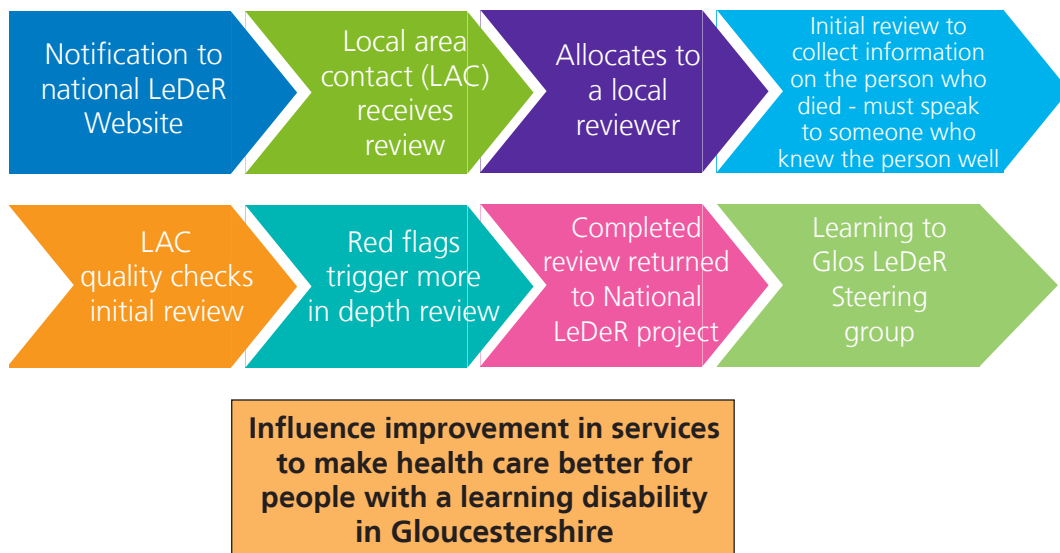 Notification to
national LeDeR
Website
Local area
contact (LAC)
receives
review
Allocates to
a local
reviewer
Initial review to
collect information
on the person who
died - must speak
to someone who
knew the person well
LAC
quality checks
initial review
Red flags
trigger more
in depth review
Completed
review returned
to National
LeDeR project
Learning to
Glos LeDeR
Steering
group
Influence improvement in services
to make health care better for
people with a learning disability
in Gloucestershire